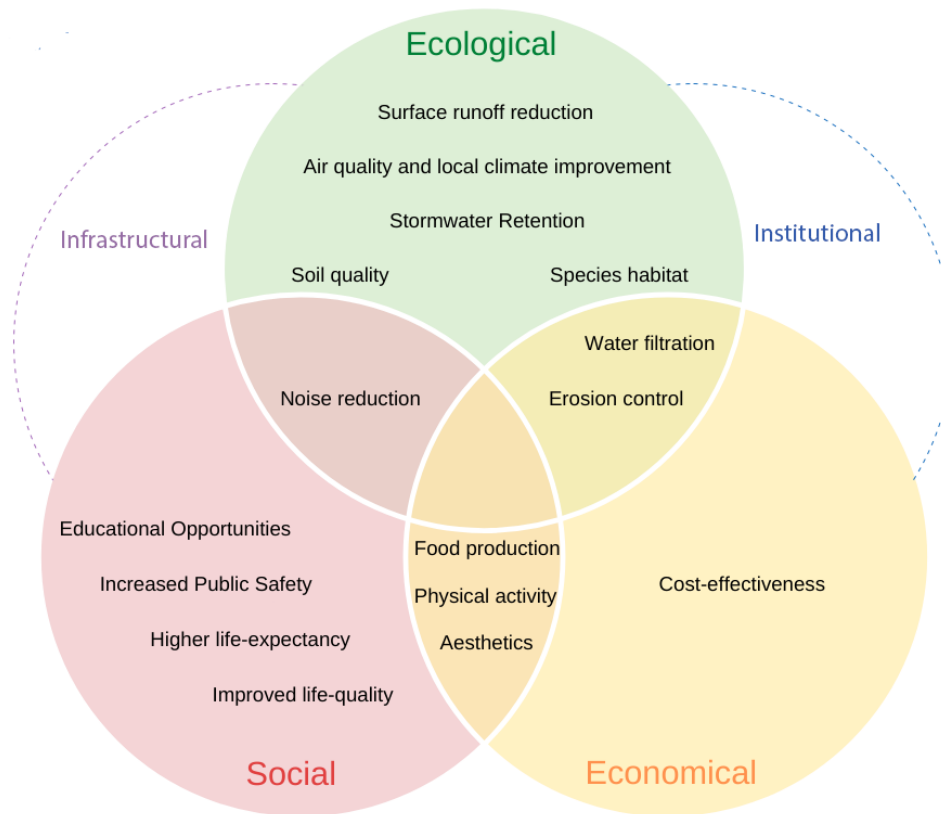 Ecological
Surface runoff reduction
Air quality and local climate improvement
Stormwater Retention
Infrastructural
Institutional
Soil quality
Species habitat
Water filtration
Noise reduction
Erosion control
Educational Opportunities
Increased Public Safety
Higher life-expectancy
Improved life-quality
Food production
Physical activity
Aesthetics
Cost-effectiveness
Social
Economical